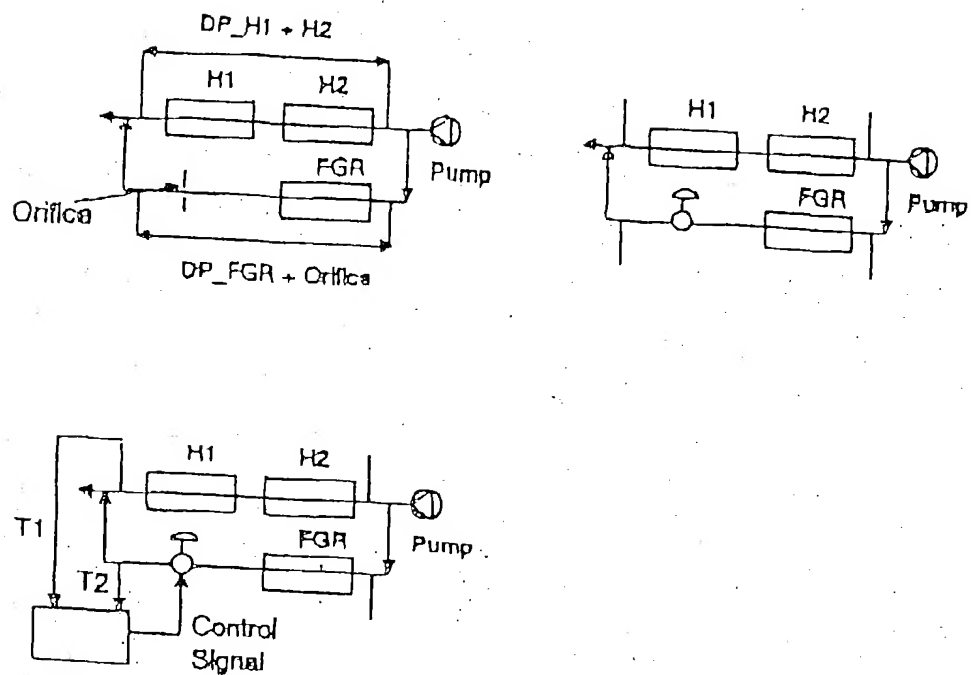 DP_H1 + H2
H1
H2
FGR
Pump
Orifica
DP_FGR + Orifica
H1
H2
FGR
Pump
H1
H2
T1
FGR
Pump
T2
Control
Signal